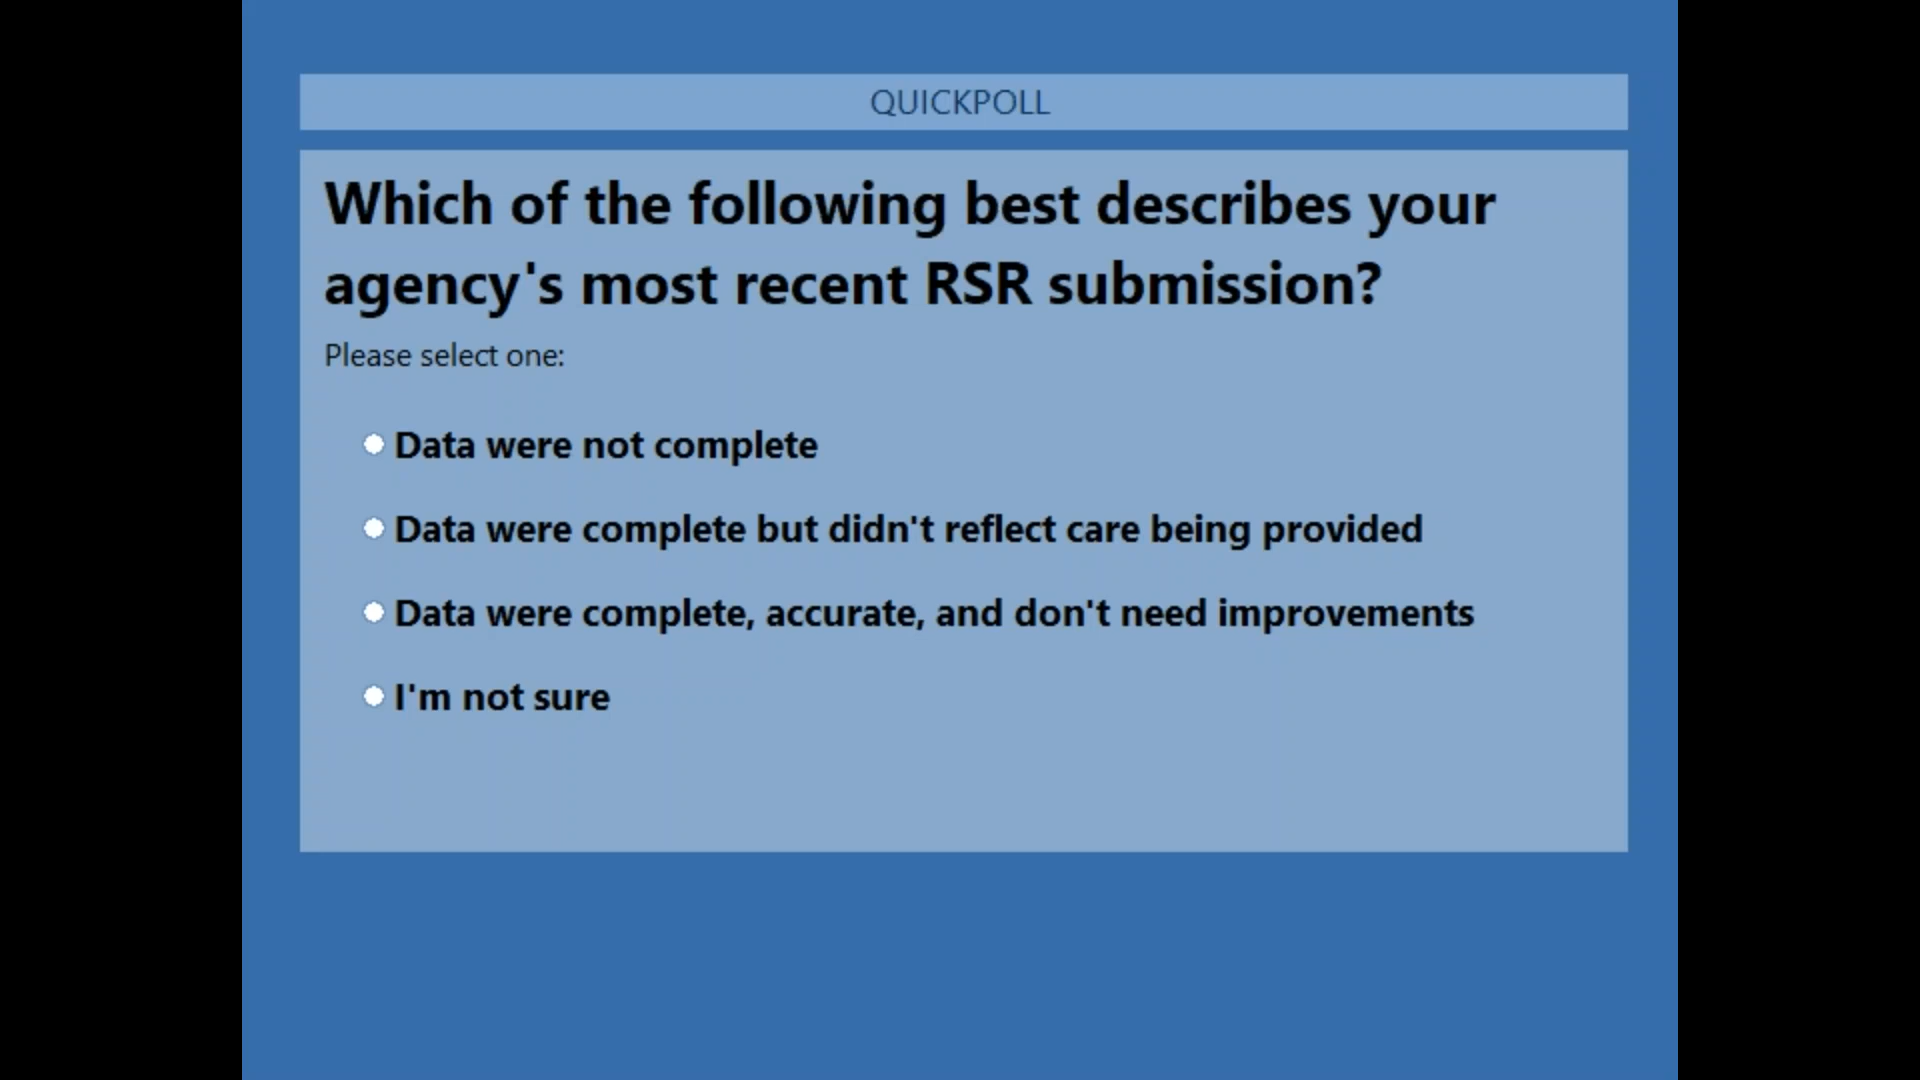 QUICKPOLL
Which of the following best describes your
agency's most recent RSR submission?
Please select one:
Data were not complete
Data were complete but didn't reflect care being provided
Data were complete, accurate, and don't need improvements
I'm not sure